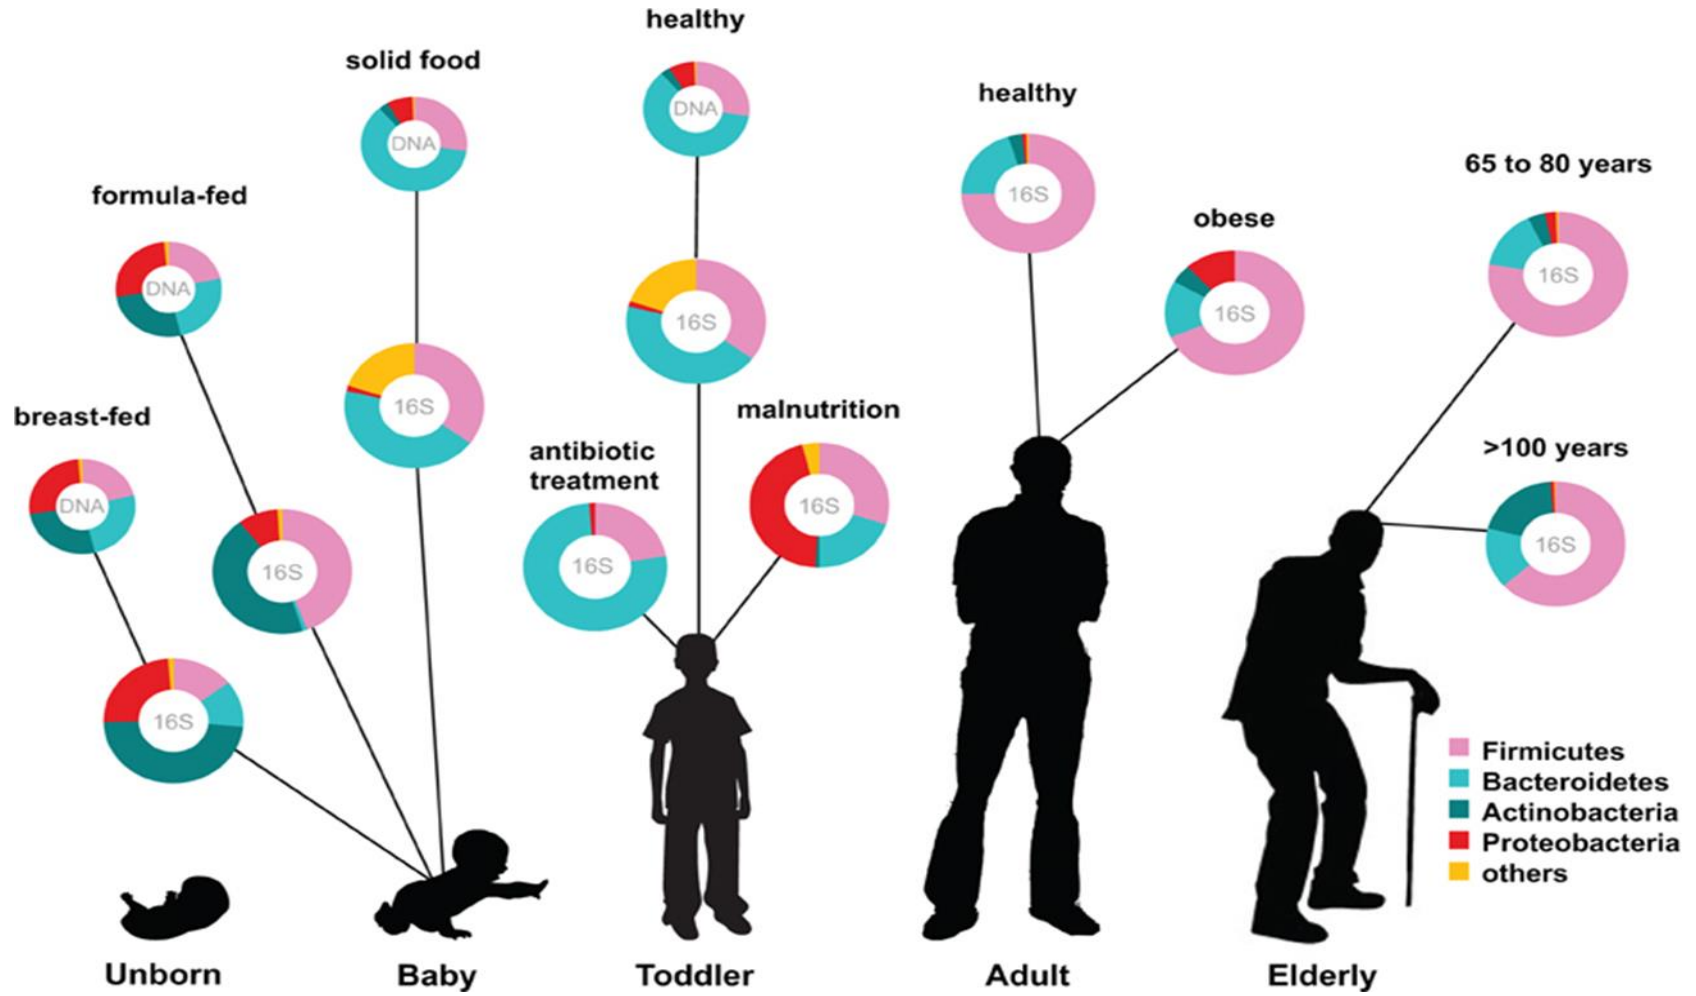 healthy
solid food
DNA
healthy
DNA
65 to 80 years
formula-fed
16S
obese
DNA
16S
16S
16S
breast-fed
16S
malnutrition
antibiotic
treatment
>100 years
DNA
16S
16S
16S
16S
16S
16S
Firmicutes
Bacteroidetes
Actinobacteria
Proteobacteria
others
Unborn
Baby
Toddler
Adult
Elderly